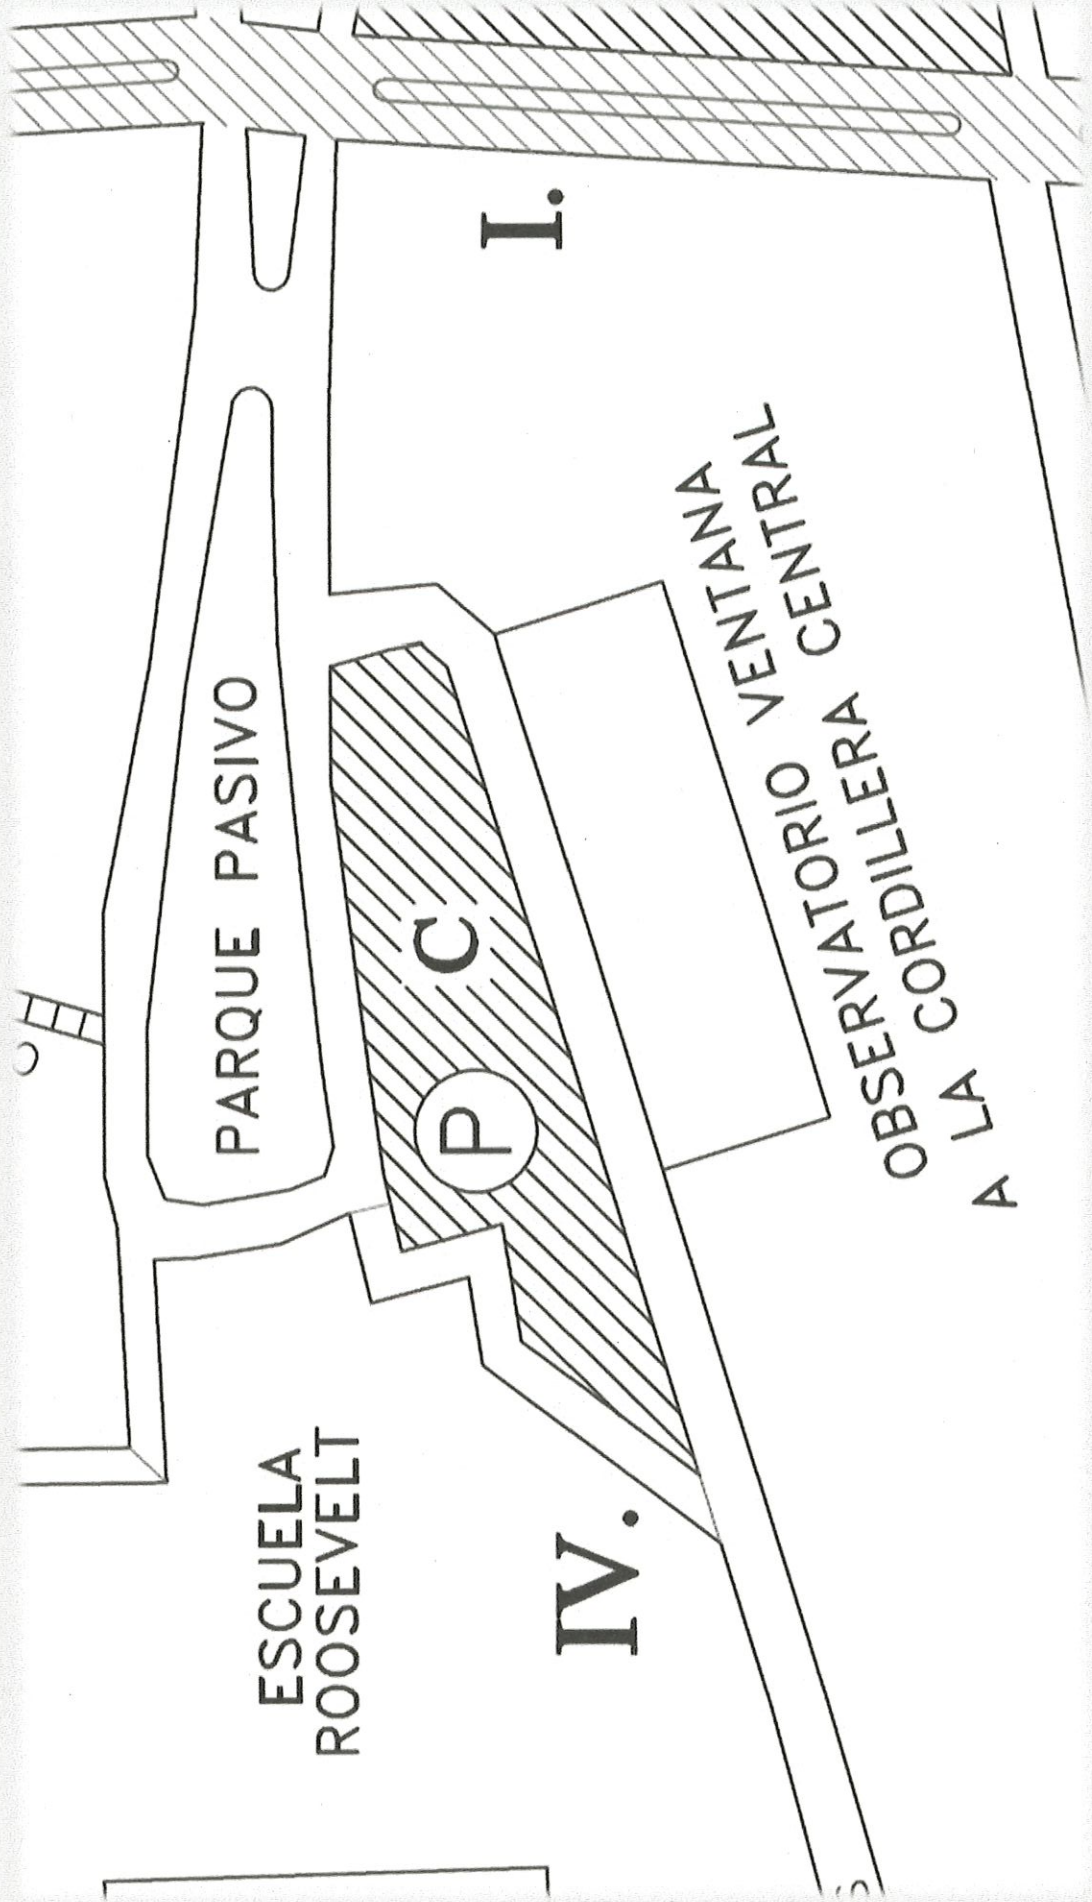 PARQUE PASIVO
I.
C
P
ESCUELA
ROOSEVELT
IV.
OBSERVATORIO VENTANA
A LA CORDILLERA CENTRAL